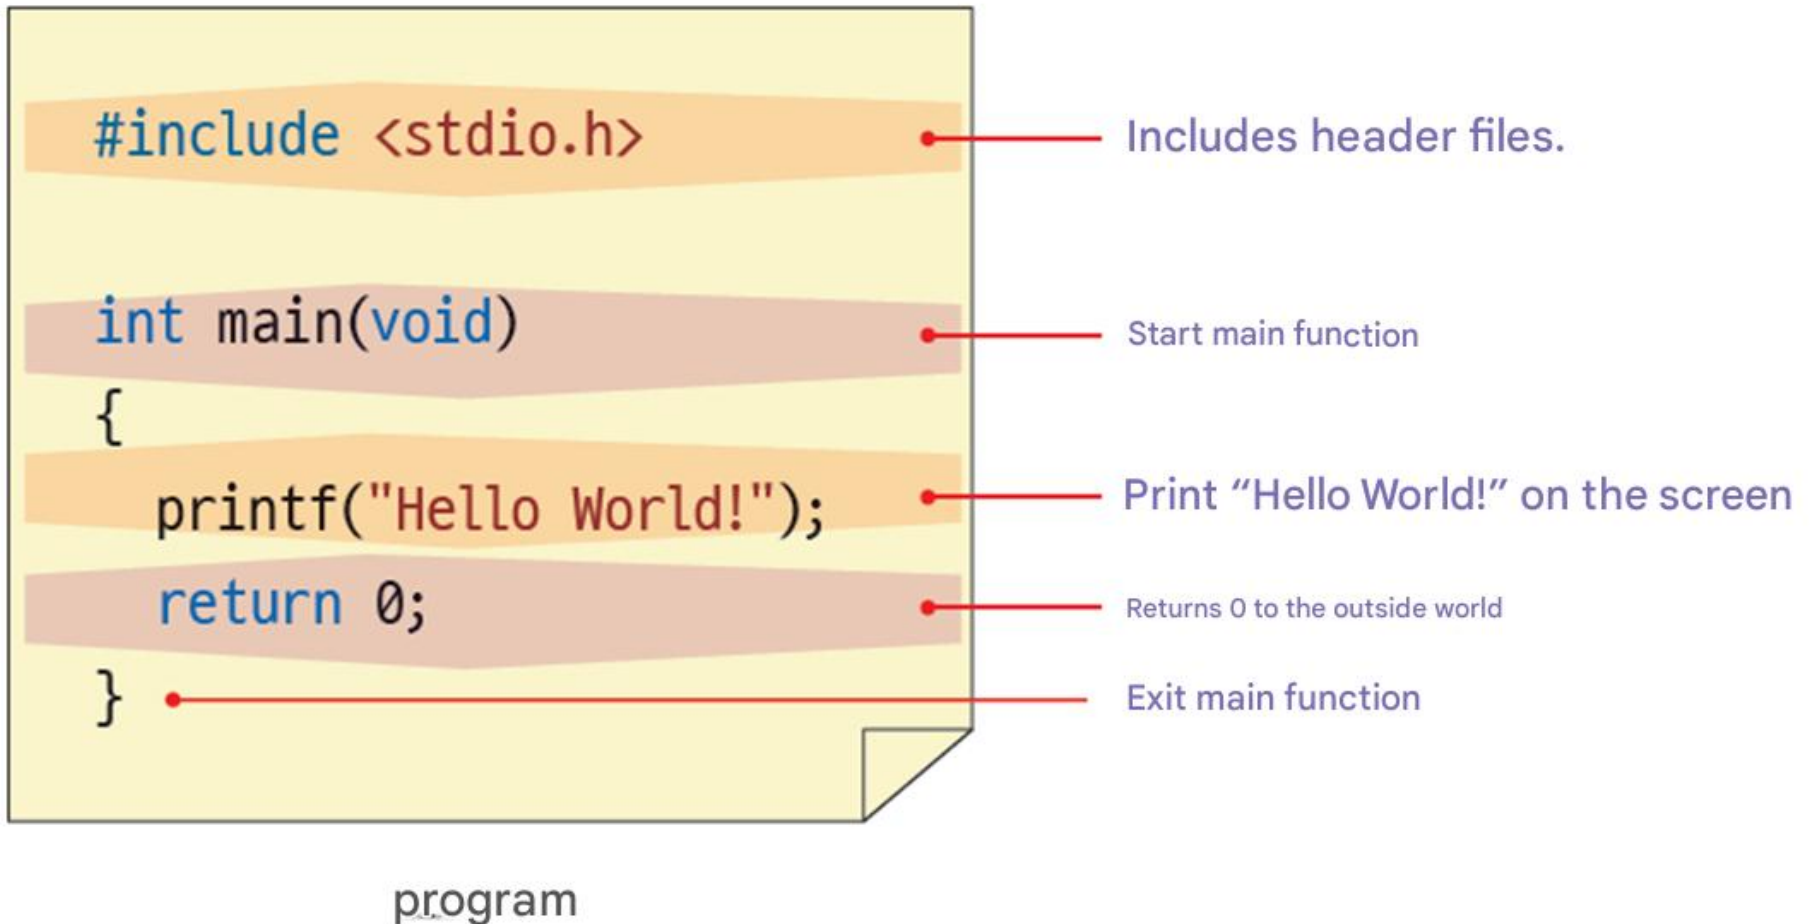 #include <stdio.h>
Includes header files.
int main(void)
Start main function
{
printf("Hello World!");
Print “Hello World!” on the screen
return 0;
Returns 0 to the outside world
}
Exit main function
program